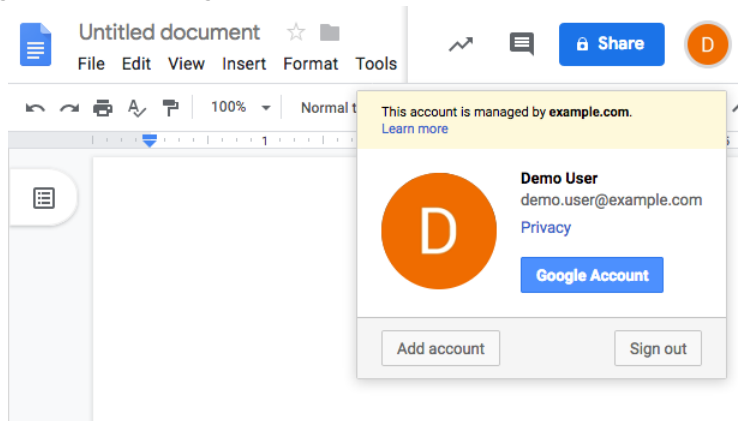 Untitled document
Share
D
File Edit View Insert Format Tools
100% Normal
1
This account is managed by example.com.
Learn more
Demo User
demo.user@example.com
D
Privacy
Google Account
Add account
Sign out